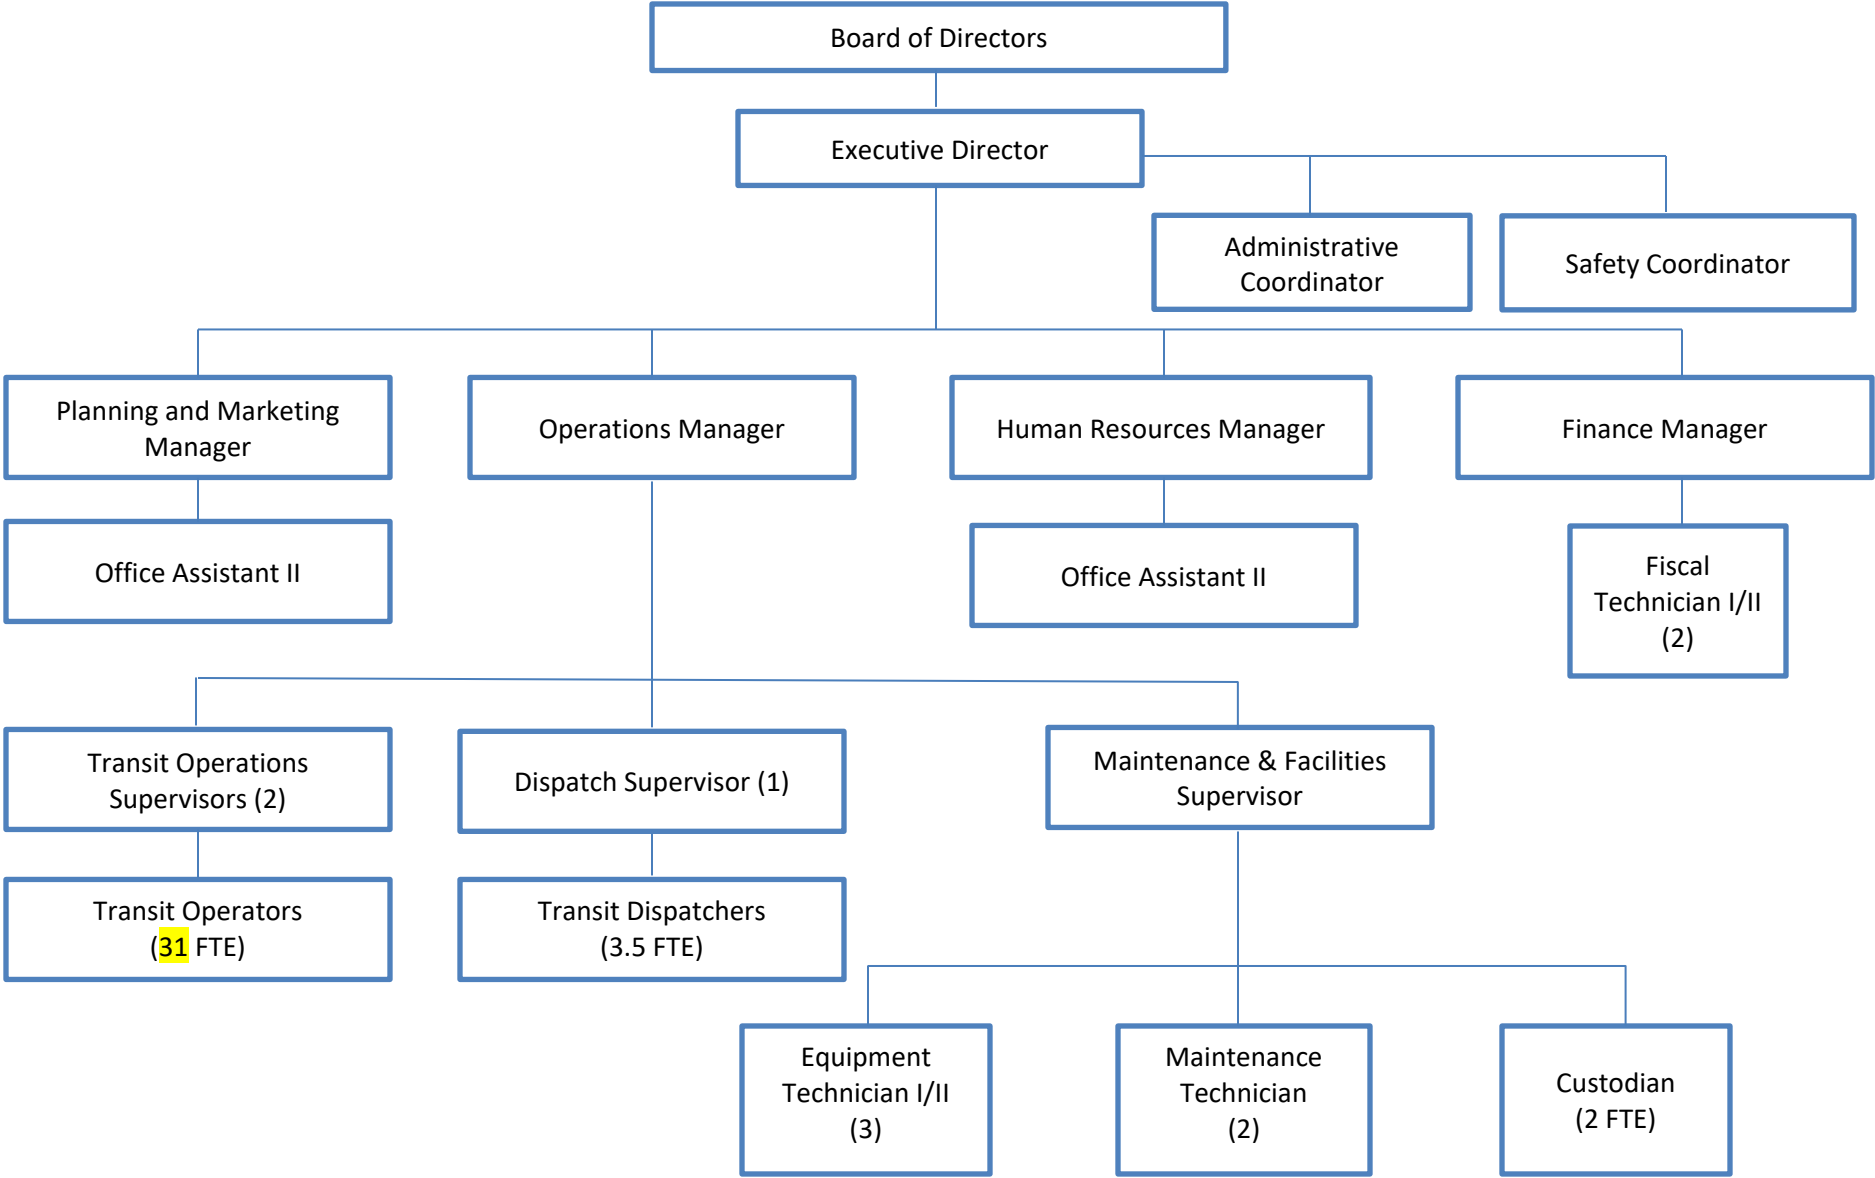 Board of Directors
Executive Director
Administrative
Coordinator
Safety Coordinator
Planning and Marketing
Manager
Operations Manager
Human Resources Manager
Finance Manager
Office Assistant II
Office Assistant II
Fiscal
Technician I/II
(2)
Transit Operations
Supervisors (2)
Dispatch Supervisor (1)
Maintenance & Facilities
Supervisor
Transit Operators
(31 FTE)
Transit Dispatchers
(3.5 FTE)
Equipment
Technician I/II
(3)
Maintenance
Technician
(2)
Custodian
(2 FTE)